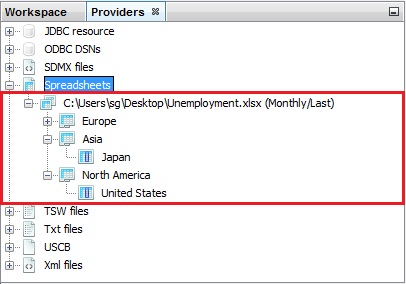 Workspace Providers
JDBC resource
ODBC DSNs
SDMX files
Spreadsheets
C:\Users\sg\Desktop\Unemployment.xlsx (Monthly/Last)
Europe
Asia
Japan
North America
United States
TSW files
Txt files
USCB
Xml files